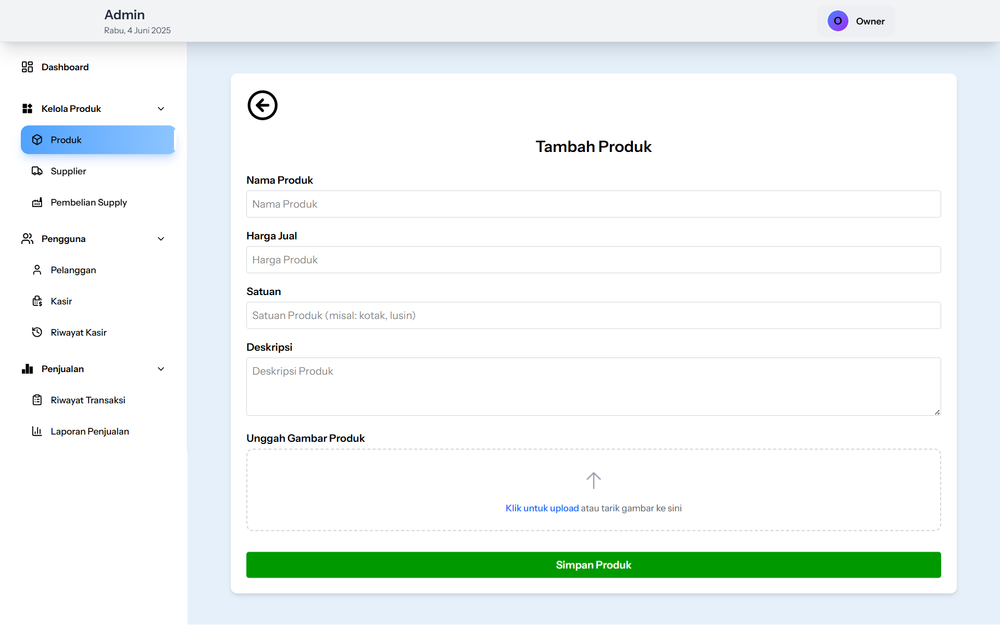 Admin
Rabu, 4 Juni 2025
O
Owner
Dashboard
Kelola Produk
Produk
Supplier
Pembelian Supply
Pengguna
Pelanggan
Kasir
Riwayat Kasir
Penjualan
Riwayat Transaksi
Laporan Penjualan
Tambah Produk
Nama Produk
Nama Produk
Harga Jual
Harga Produk
Satuan
Satuan Produk (misal: kotak, lusin)
Deskripsi
Deskripsi Produk
Unggah Gambar Produk
Klik untuk upload atau tarik gambar ke sini
Simpan Produk